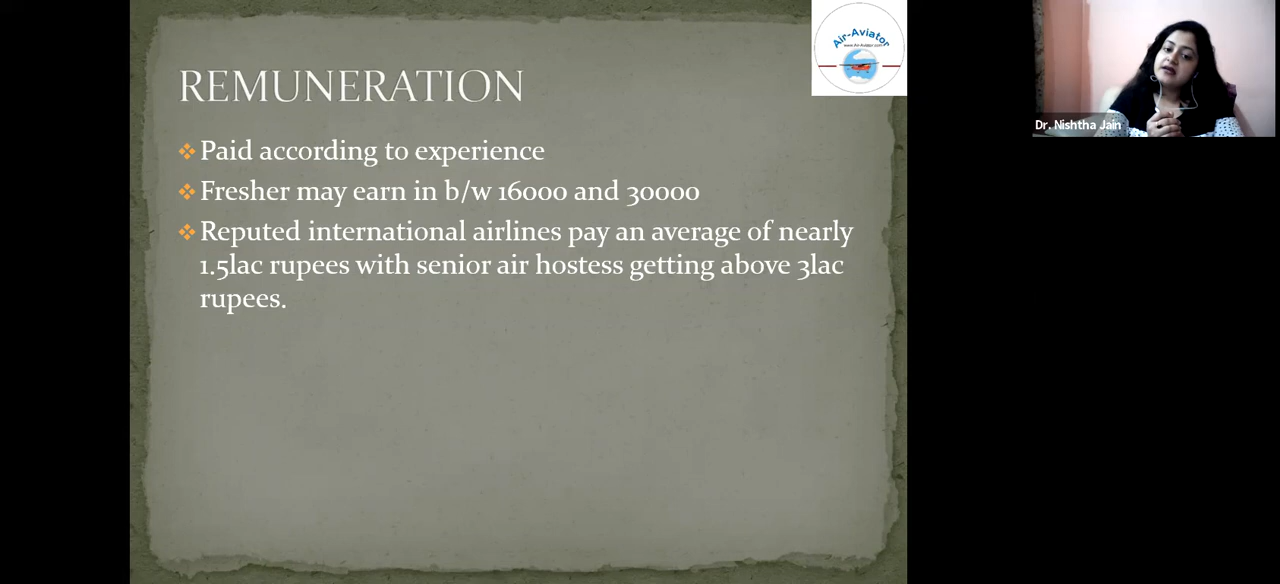 Air-Aviator
www.Air-Aviator.com
REMUNERATION
Paid according to experience
Fresher may earn in b/w 16000 and 30000
Reputed international airlines pay an average of nearly
1.5lac rupees with senior air hostess getting above 3lac
rupees.
Dr. Nishtha Jain